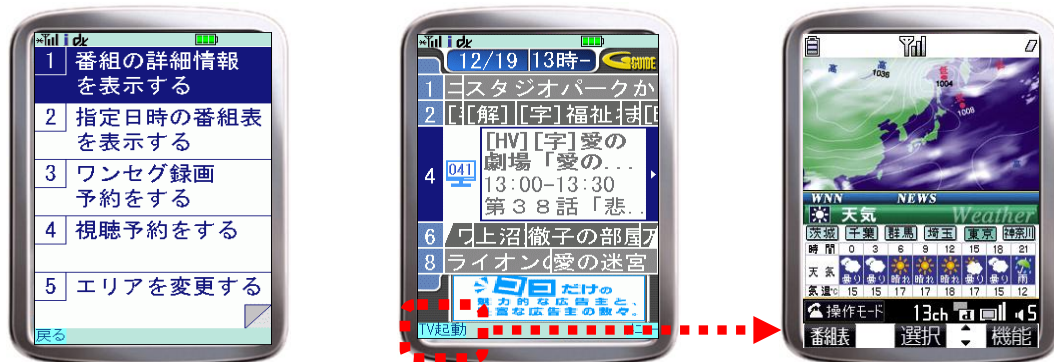 1 番組の詳細情報
を表示する
2 指定日時の番組表
を表示する
3 ワンセグ録画
予約をする
4 視聴予約をする
5 エリアを変更する
戻る
12/19 13時- G GUIDE
1 スタジオパークか
2 [解] [字]福祉
4 041 [HV][字]愛の
劇場「愛の...
13:00-13:30
第38話「悲..
6 上沼 徹子の部屋
8 ライオン 愛の迷宮
だけの
魅力的な広告主と、
豊富な広告主の数々。
TV起動
高 1036 低 1004
低 1008
高
高
WNN NEWS
天気 Weather
茨城 千葉 群馬 埼玉 東京 神奈川
時間 0 3 6 9 12 15 18 21
天気 曇り 曇り 晴れ 晴れ 晴れ 曇り 曇り 雨
気温℃ 15 15 17 17 18 17 15 12
操作モード 13ch 5
番組表 選択 機能